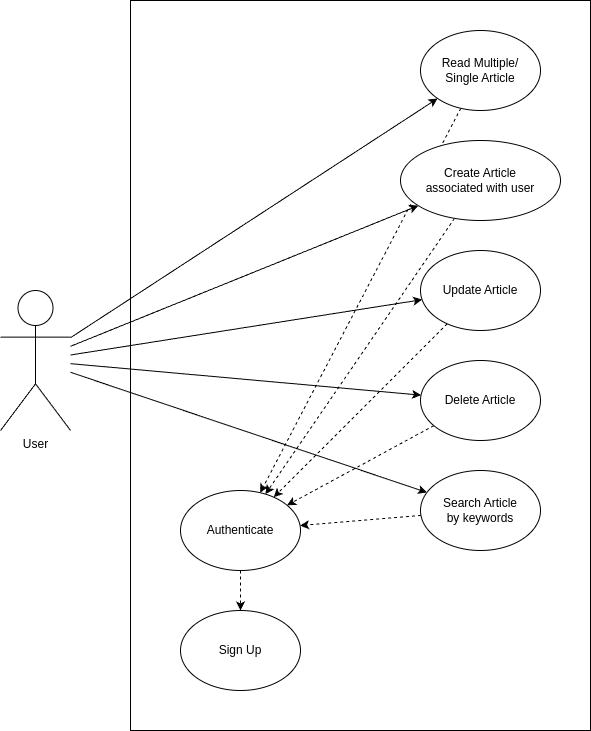 Read Multiple/
Single Article
Create Article
associated with user
Update Article
Delete Article
User
Search Article
by keywords
Authenticate
Sign Up